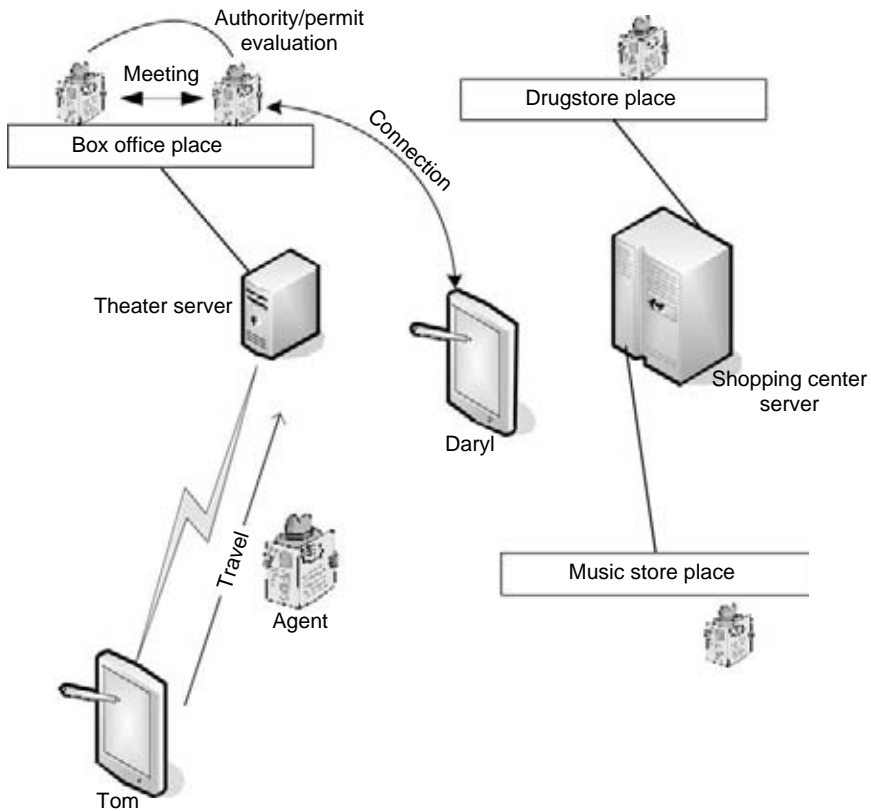 Authority/permit
evaluation
Meeting
Drugstore place
Box office place
Connection
Theater server
Shopping center
server
Daryl
Travel
Music store place
Agent
Tom